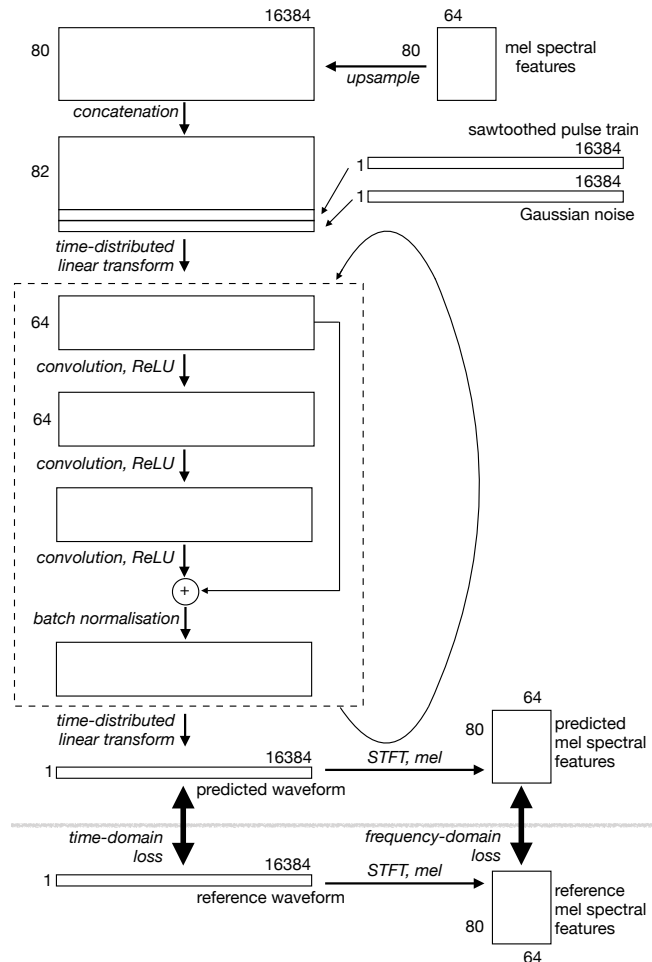 16384
64
80
80
mel spectral
features
upsample
concatenation
sawtoothed pulse train
16384
1
82
16384
1
Gaussian noise
time-distributed
linear transform
64
convolution, ReLU
64
convolution, ReLU
convolution, ReLU
+
batch normalisation
time-distributed
linear transform
64
80
predicted
mel spectral
features
16384
1
STFT, mel
predicted waveform
time-domain
loss
frequency-domain
loss
16384
1
STFT, mel
reference waveform
reference
mel spectral
features
80
64